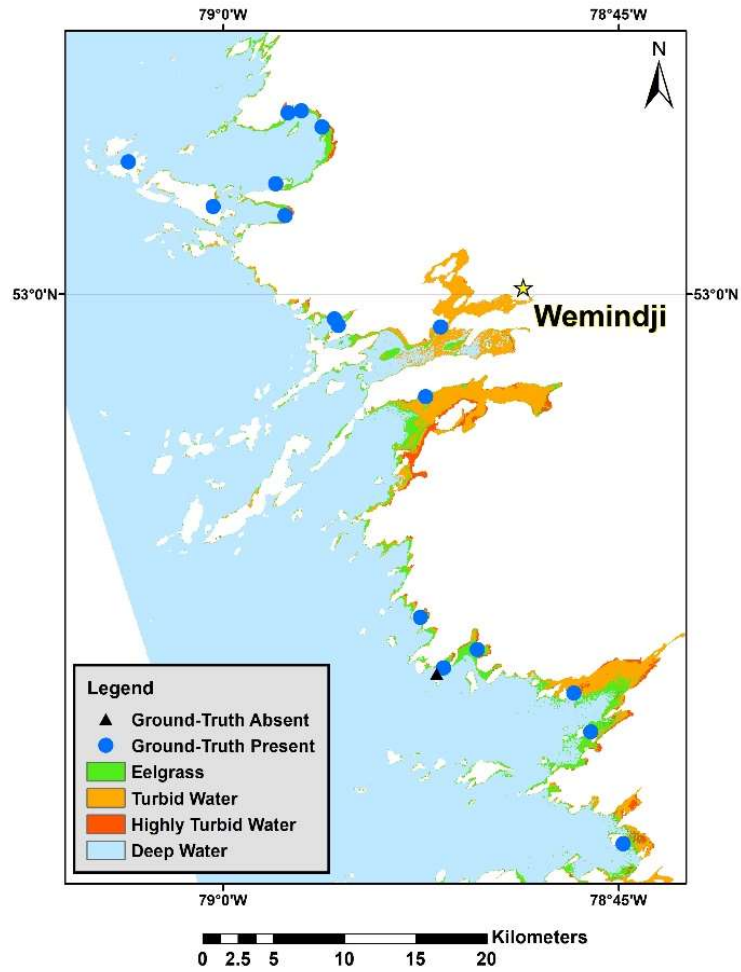 79°0'W 78°45'W
N
53°0'N 53°0'N
Wemindji
Legend
Ground-Truth Absent
Ground-Truth Present
Eelgrass
Turbid Water
Highly Turbid Water
Deep Water
79°0'W 78°45'W
Kilometers
0 2.5 5 10 15 20